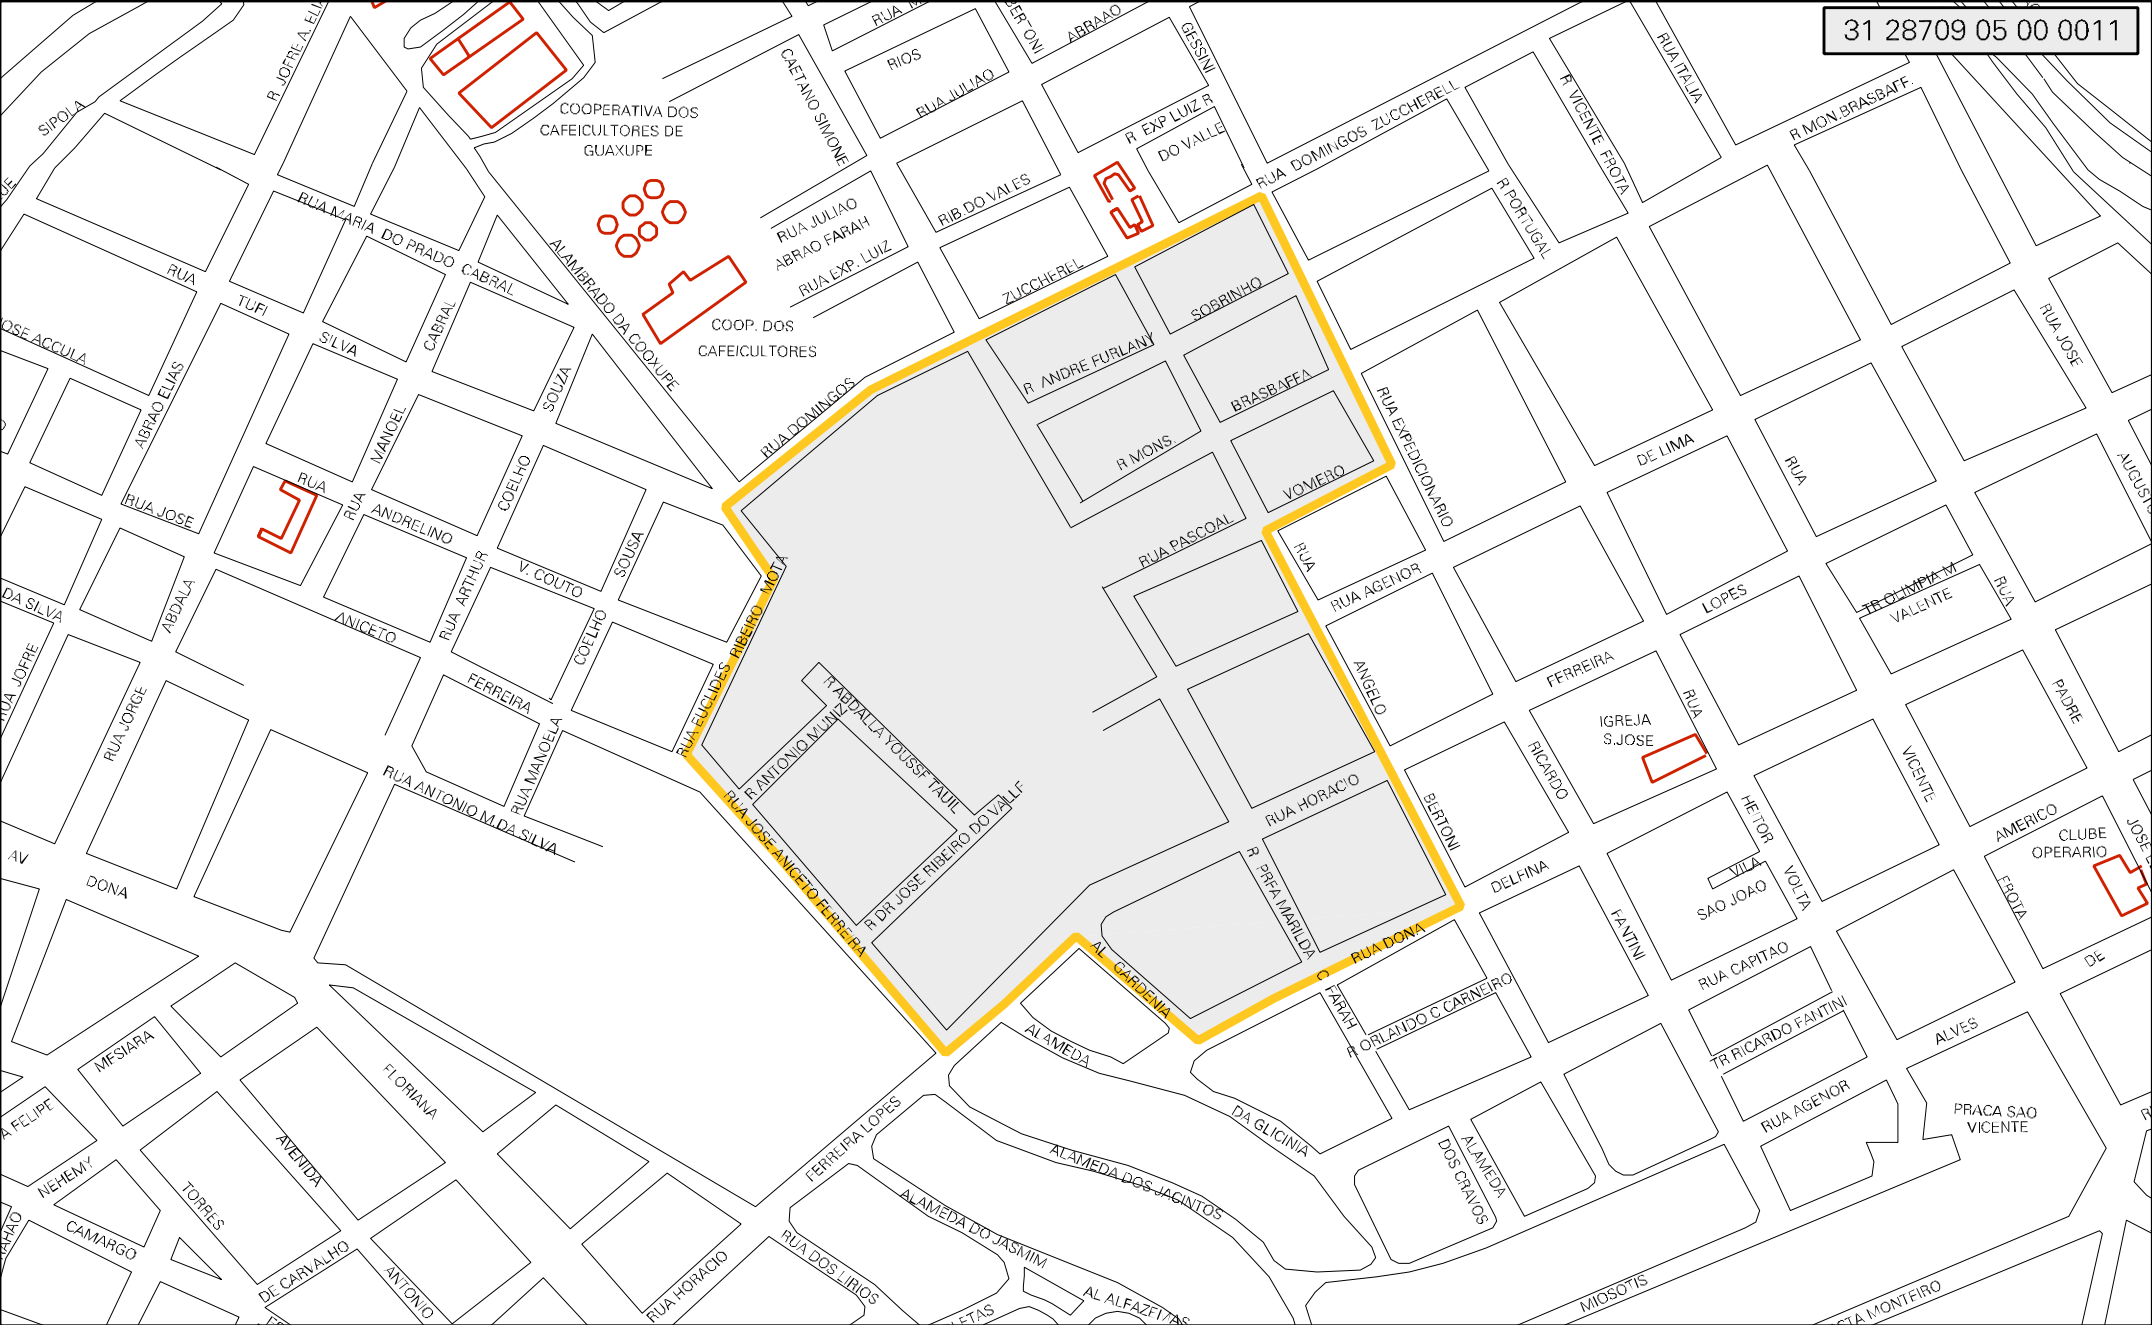 31 28709 05 00 0011
SIPOLA
R JOFRE A. ELI
RUA M
RIOS
RUA JULIAO
BERTONI
ABRAAO
GESSINI
R EXP LUIZ R
DO VALLE
CAETANO SIMONE
COOPERATIVA DOS
CAFEICULTORES DE
GUAXUPE
RUA DOMINGOS ZUCCHERELL
R VICENTE FROTA
RUA ITALIA
R MON.BRASBAFF.
R PORTUGAL
RIB.DO VALES
RUA JULIAO
ABRAO FARAH
RUA EXP. LUIZ
ZUCCHEREL
COOP. DOS
CAFEICULTORES
ALAMBRADO DA COOXUPE
RUA MARIA DO PRADO CABRAL
RUA
TUFI
SILVA
CABRAL
SOUZA
JOSE ACCULA
ABRAO ELIAS
MANOEL
RUA
RUA JOSE
RUA
ANDRELINO
COELHO
V. COUTO
SOUSA
DA SILVA
ABDALA
ANICETO
RUA ARTHUR
COELHO
FERREIRA
RUA JOFRE
RUA JORGE
RUA MANOELA
RUA ANTONIO M.DA SILVA
RUA DOMINGOS
SOBRINHO
R ANDRE FURLANY
BRASBAFFA
R MONS.
VOMERO
RUA PASCOAL
RUA EXPEDICIONARIO
DE LIMA
RUA
RUA JOSE
AUGUSTO
RUA
RUA AGENOR
TR OLIMPIA M
VALENTE
RUA
LOPES
FERREIRA
ANGELO
IGREJA
S.JOSE
RUA
PADRE
RICARDO
VICENTE
RUA EUCLIDES RIBEIRO MOTA
R ABDALLA YOUSSF TAUIL
R ANTONIO MUNIZ
R DR JOSE RIBEIRO DO VALLE
RUA JOSE ANICETO FERREIRA
RUA HORACIO
BERTONI
R PRFA MARILDA
C FARAH
RUA DONA
DELFINA
AL GARDENIA
HEITOR
VOLTA
VILA
SAO JOAO
AMERICO
CLUBE
OPERARIO
JOSE
FROTA
FANTINI
RUA CAPITAO
DE
ALVES
R ORLANDO C CARNEIRO
TR RICARDO FANTINI
RUA AGENOR
PRACA SAO
VICENTE
AV
DONA
MESIARA
FLORIANA
A FELIPE
NEHEMY
AVENIDA
TORRES
CAMARGO
DE CARVALHO
ANTONIO
FERREIRA LOPES
ALAMEDA
DA GLICINIA
ALAMEDA DOS JACINTOS
ALAMEDA DO JASMIM
RUA DOS LIRIOS
RUA HORACIO
ALAMEDA
DOS CRAVOS
MIOSOTIS
TA MONTEIRO